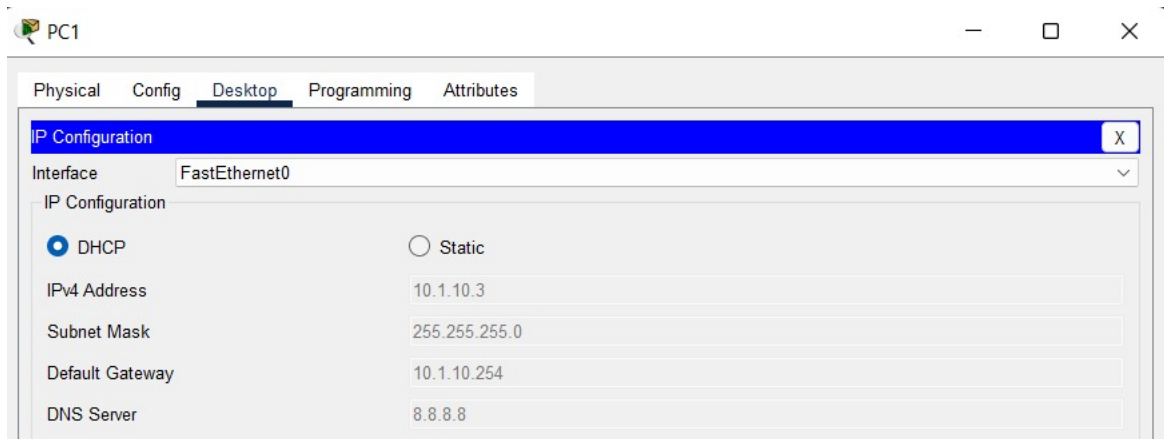 PC1
Physical Config Desktop Programming Attributes
IP Configuration X
Interface FastEthernet0
IP Configuration
DHCP Static
IPv4 Address 10.1.10.3
Subnet Mask 255.255.255.0
Default Gateway 10.1.10.254
DNS Server 8.8.8.8